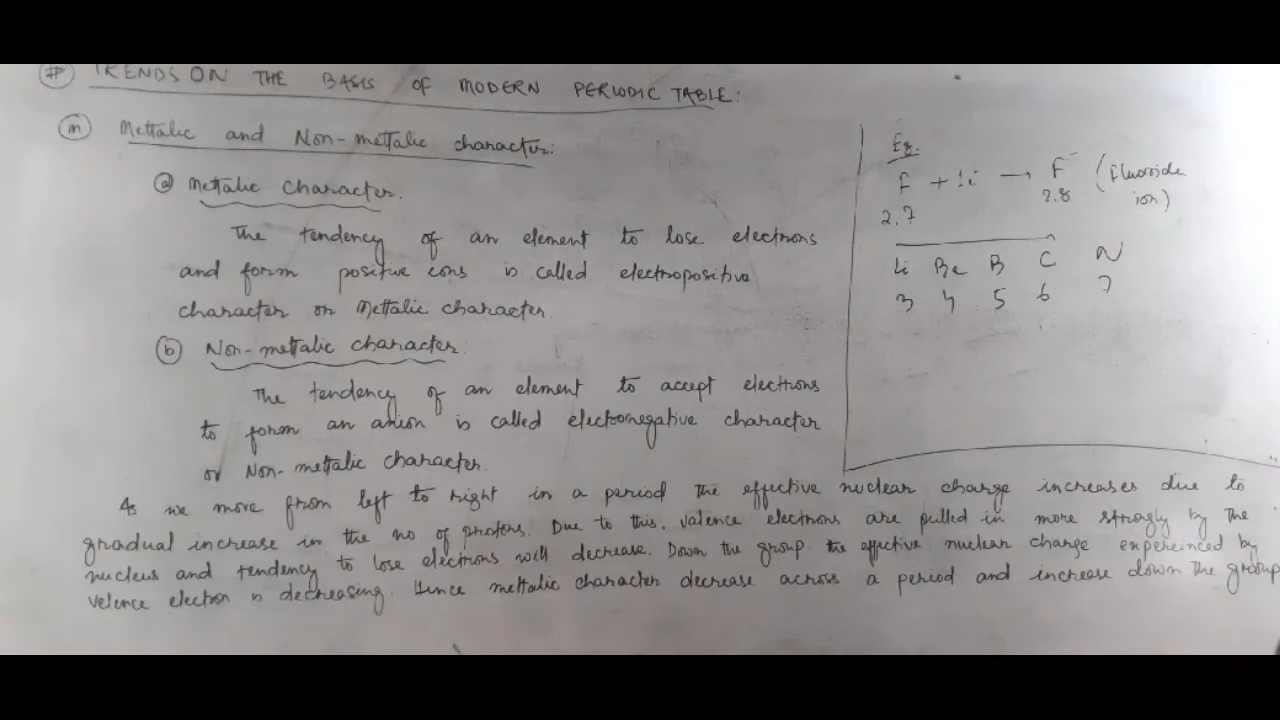 # TRENDS ON THE BASIS OF MODERN PERIODIC TABLE:
(m) Mettalic and Non-mettalic character:
(a) Mettalic character.
The tendency of an element to lose electrons
and form positive ions is called electropositive
character or Mettalic character.
(b) Non-mettalic character:
The tendency of an element to accept electrons
to form an anion is called electronegative character
or Non-mettalic character.
As we move from left to right in a period the effective nuclear charge increases due to
gradual increase in the no. of protons. Due to this, valence electrons are pulled in more strongly by the
nucleus and tendency to lose electrons will decrease. Down the group the effective nuclear charge expereinced by
velence electron is decreasing. Hence mettalic character decrease across a period and increase down the group
Eg.
F + → F⁻ (fluoride
2,7 2.8 ion)
Li Be B C N
3 4 5 6 7